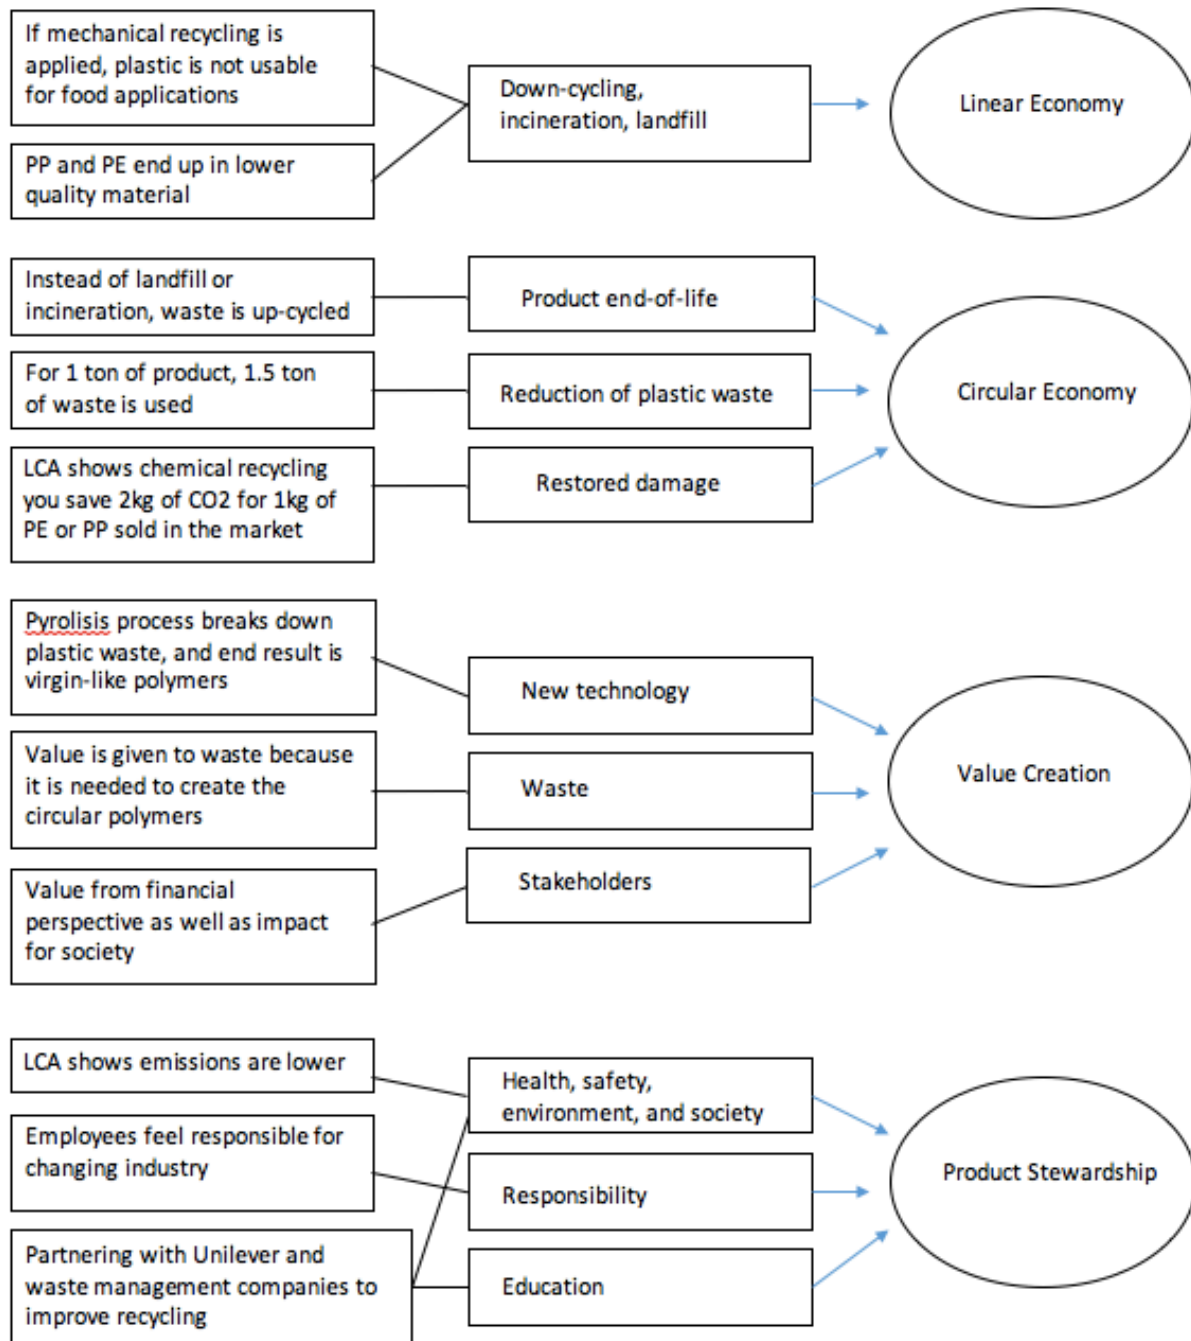 If mechanical recycling is
applied, plastic is not usable
for food applications
PP and PE end up in lower
quality material
Down-cycling,
incineration, landfill
Linear Economy
Instead of landfill or
incineration, waste is up-cycled
For 1 ton of product, 1.5 ton
of waste is used
LCA shows chemical recycling
you save 2kg of CO2 for 1kg of
PE or PP sold in the market
Product end-of-life
Reduction of plastic waste
Restored damage
Circular Economy
Pyrolisis process breaks down
plastic waste, and end result is
virgin-like polymers
Value is given to waste because
it is needed to create the
circular polymers
Value from financial
perspective as well as impact
for society
New technology
Waste
Stakeholders
Value Creation
LCA shows emissions are lower
Employees feel responsible for
changing industry
Partnering with Unilever and
waste management companies to
improve recycling
Health, safety,
environment, and society
Responsibility
Education
Product Stewardship